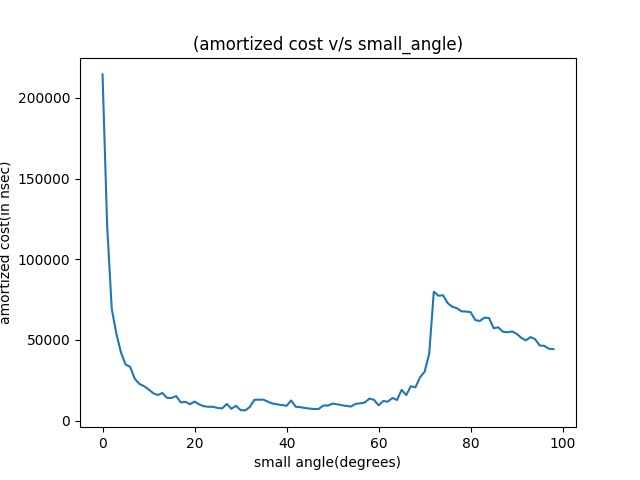 (amortized cost v/s small_angle)
amortized cost(in nsec)
200000
150000
100000
50000
0
0 20 40 60 80 100
small angle(degrees)